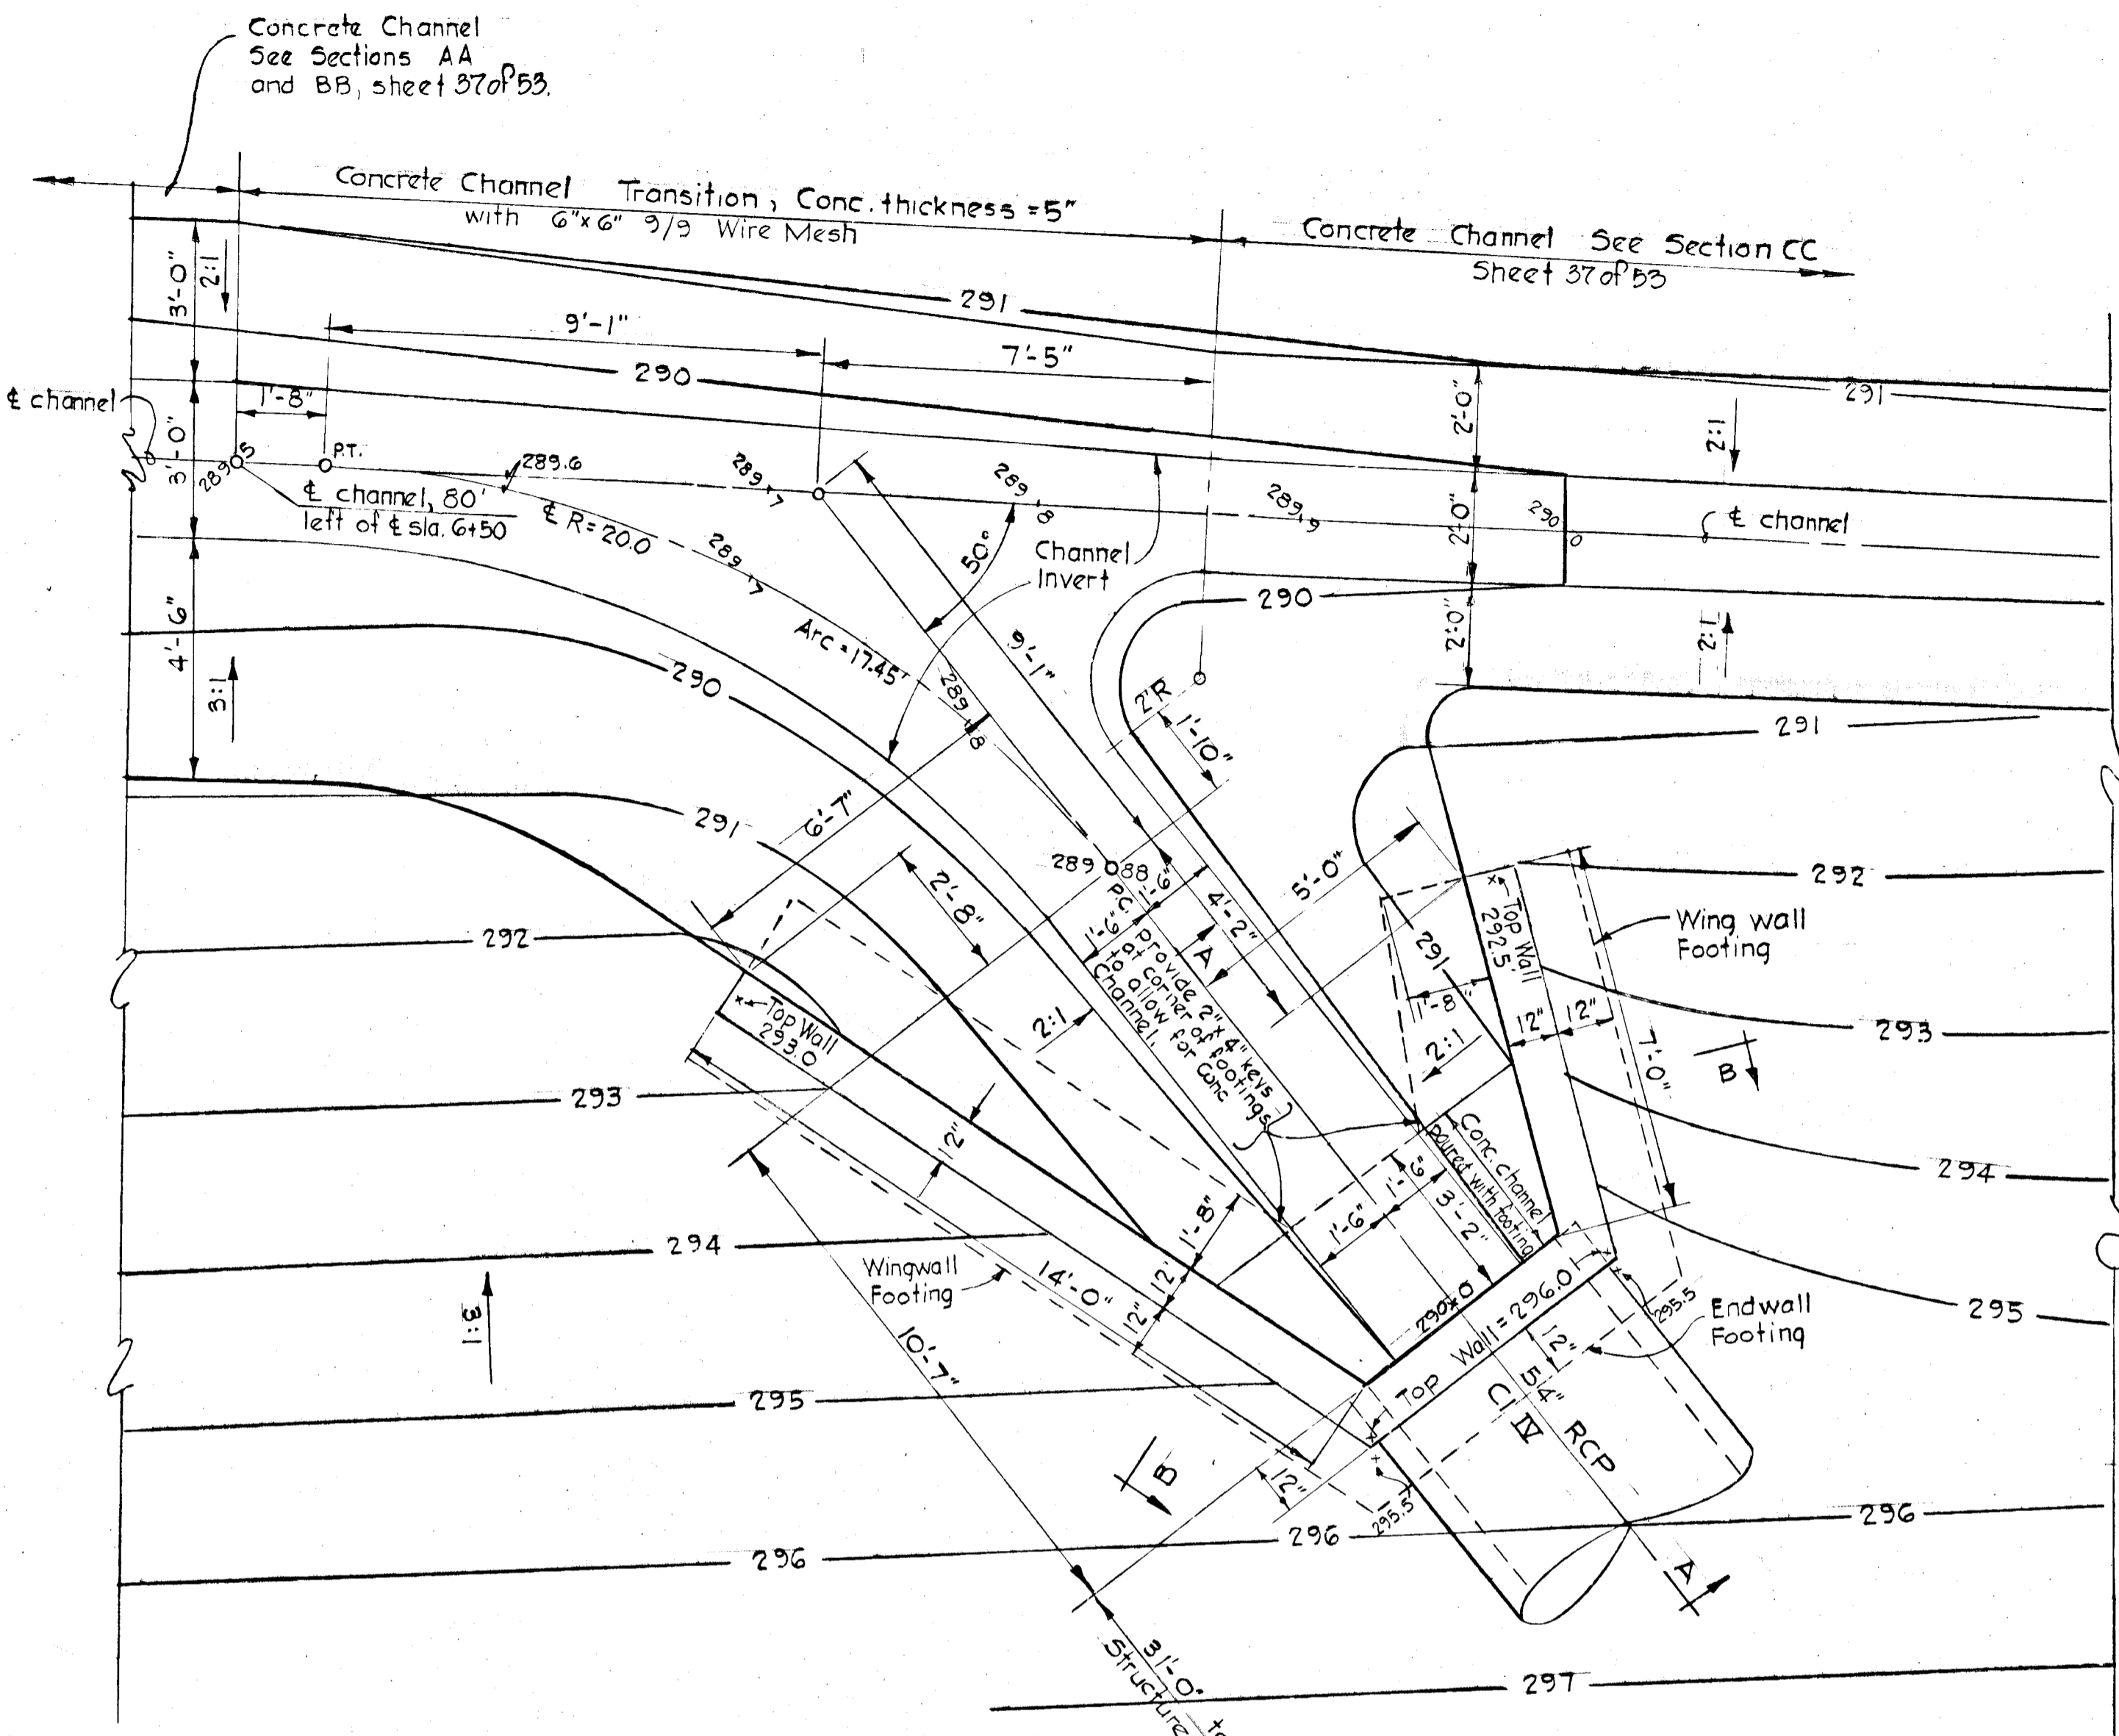 Concrete Channel
See Sections AA
and BB, sheet 37 of 53.
Concrete Channel Transition, Conc. thickness = 5"
with 6"x6" 9/9 Wire Mesh
Concrete Channel See Section CC
Sheet 37 of 53
3'-0"
2:1
291
9'-1"
7'-5"
290
291
℄ channel
1'-8"
2'-0"
2:1
3'-0"
289.5
P.T.
289.6
289.7
289.8
289.9
290.0
2'-0"
℄ channel
℄ channel, 80'
left of ℄ sta. 6+50
℄ R=20.0
289.7
50°
Channel
Invert
290
2'-0"
2:1
4'-6"
3:1
Arc = 17.45'
9'-1"
290
289.8
2'R
1'-10"
291
291
6'-7"
289.88
P.C.
1'-6"
1'-6"
4'-2"
5'-0"
292
2'-8"
A
Top Wall
292.5
Wing wall
Footing
292
291
Provide 2"x4" keys
at corner of footings
to allow for Conc
Channel.
1'-8"
12"
12"
293
Top Wall
293.0
2:1
2:1
7'-0"
B
293
12"
Conc. channel
poured with footing
294
1'-6"
1'-6"
3'-2"
294
1'-8"
12"
12"
Wingwall
Footing
14'-0"
290.0
Top Wall = 296.0
295.5
Endwall
Footing
295
3:1
10'-7"
12"
54" RCP
Cl IV
295
B
12"
295.5
296
296
296
A
31'-0"
Structure
to
297